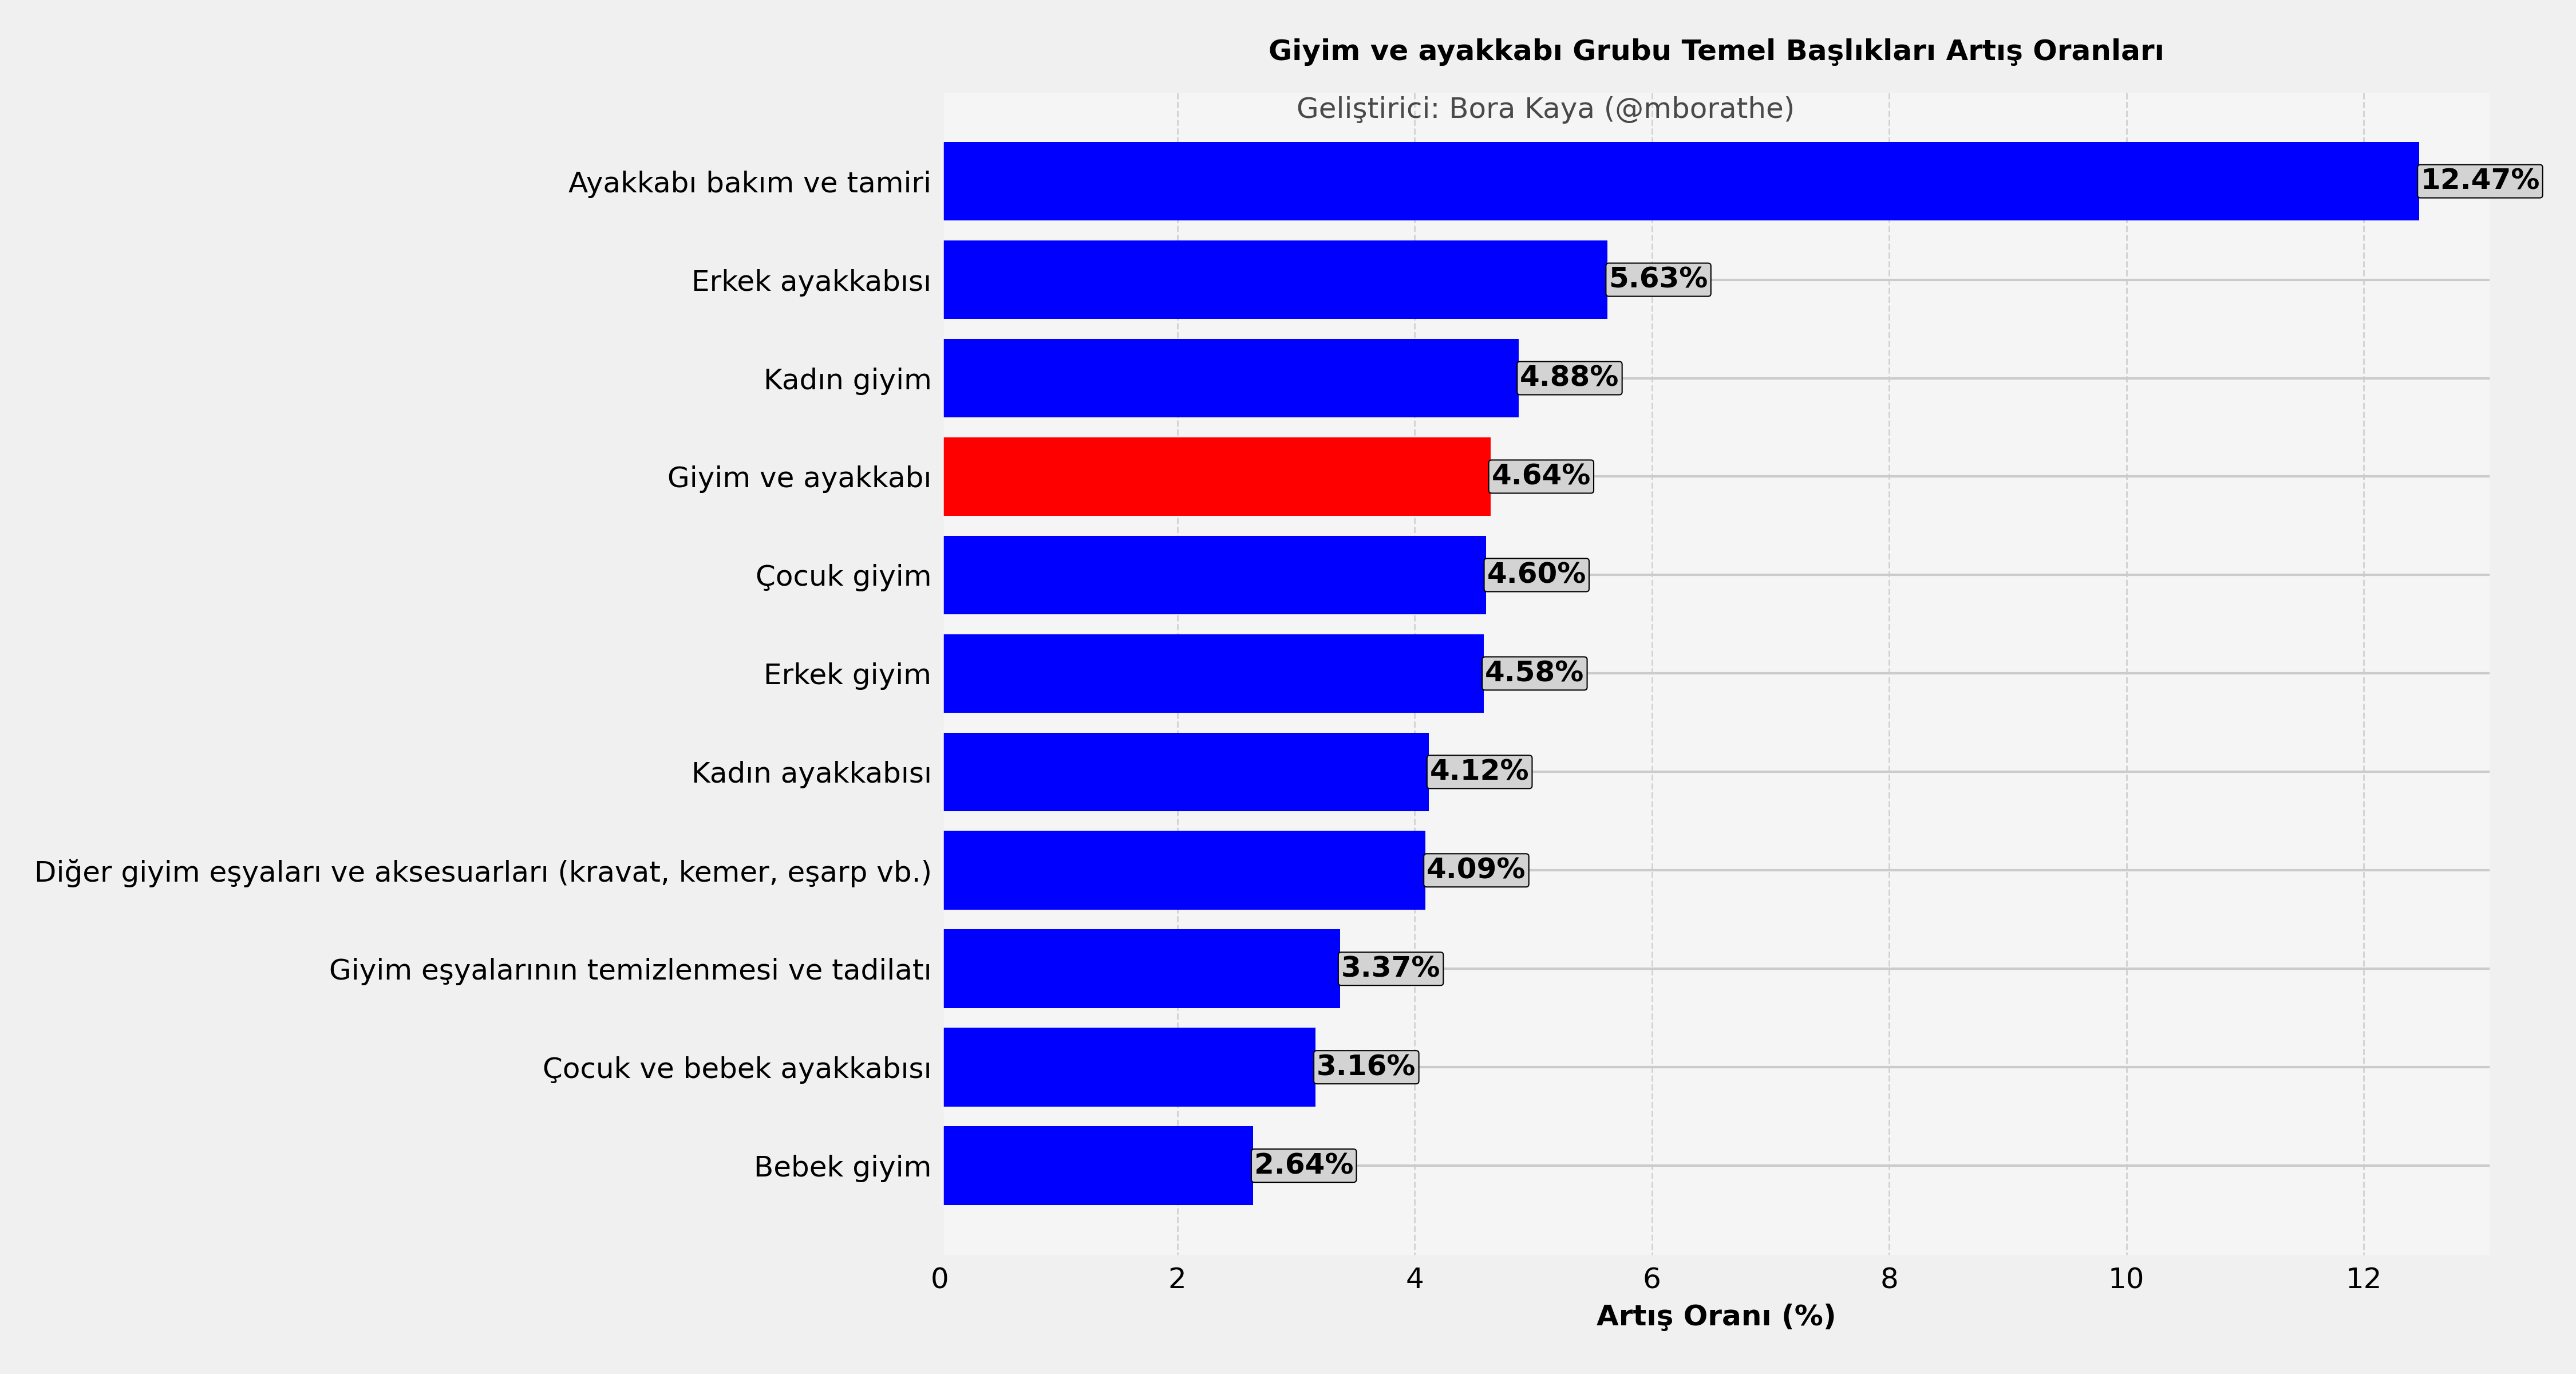 Giyim ve ayakkabı Grubu Temel Başlıkları Artış Oranları
Geliştirici: Bora Kaya (@mborathe)
Ayakkabı bakım ve tamiri 12.47%
Erkek ayakkabısı 5.63%
Kadın giyim 4.88%
Giyim ve ayakkabı 4.64%
Çocuk giyim 4.60%
Erkek giyim 4.58%
Kadın ayakkabısı 4.12%
Diğer giyim eşyaları ve aksesuarları (kravat, kemer, eşarp vb.) 4.09%
Giyim eşyalarının temizlenmesi ve tadilatı 3.37%
Çocuk ve bebek ayakkabısı 3.16%
Bebek giyim 2.64%
0 2 4 6 8 10 12
Artış Oranı (%)